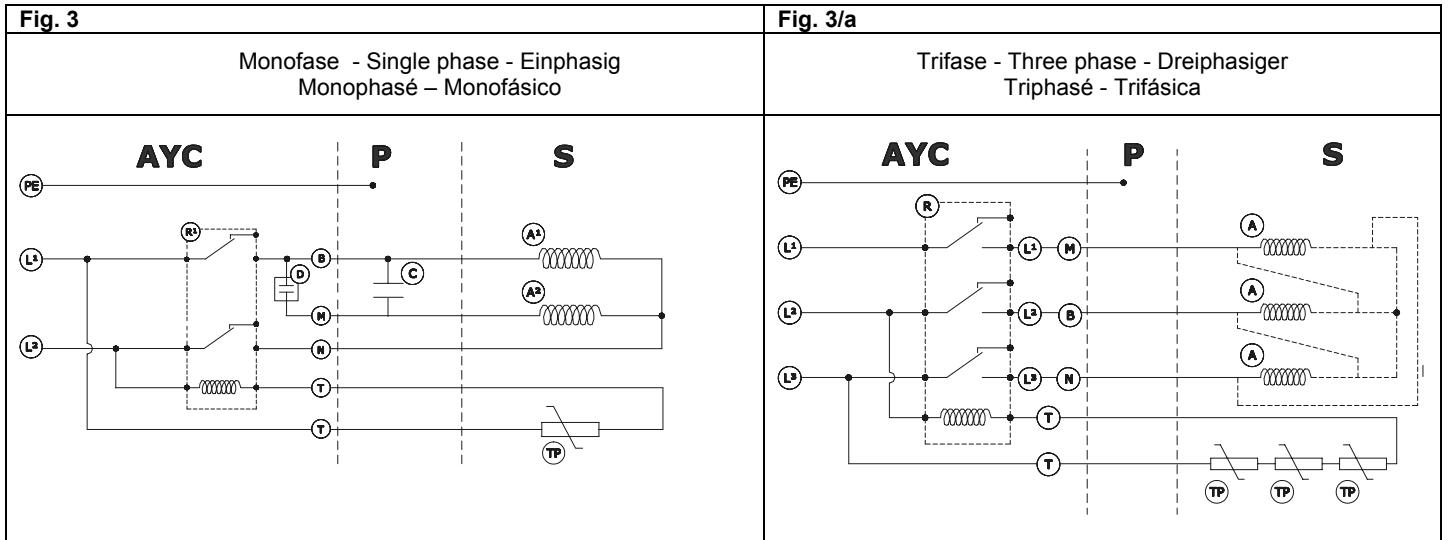 Fig. 3
Monofase - Single phase - Einphasig
Monophasé – Monofásico
AYC P S
PE
R¹
A¹
L¹
B
D
C
A²
M
L²
N
T
T
TP
Fig. 3/a
Trifase - Three phase - Dreiphasiger
Triphasé - Trifásica
AYC P S
PE
R
A
L¹ L¹ M
A
L² L² B
A
L³ L³ N
T
T
TP TP TP